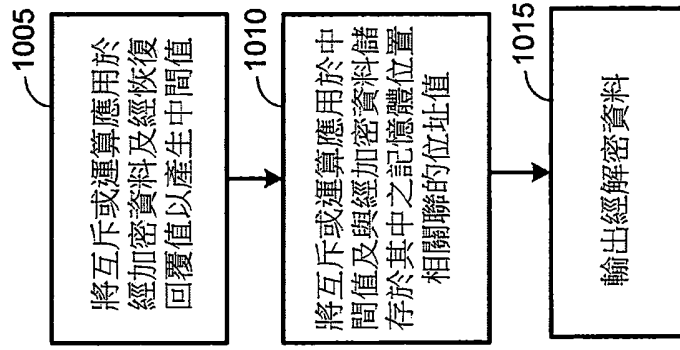 1005
將互斥或運算應用於
經加密資料及經恢復
回覆值以產生中間值
1010
將互斥或運算應用於中
間值及與經加密資料儲
存於其中之記憶體位置
相關聯的位址值
1015
輸出經解密資料